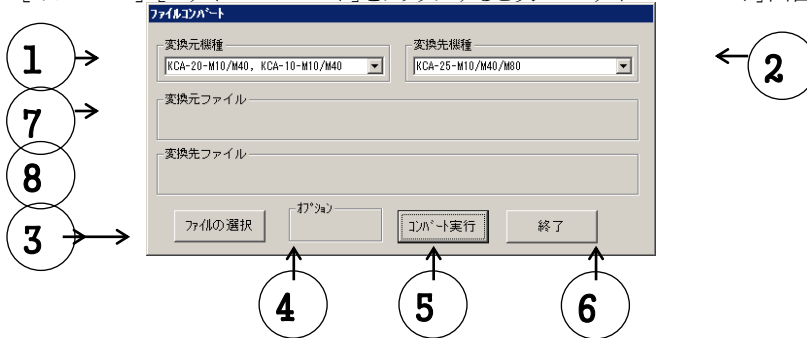 ファイルコンバート
変換元機種
変換先機種
KCA-20-M10/M40, KCA-10-M10/M40
KCA-25-M10/M40/M80
変換元ファイル
変換先ファイル
ファイルの選択
オプション
コンバート実行
終了
1
2
7
8
3
4
5
6